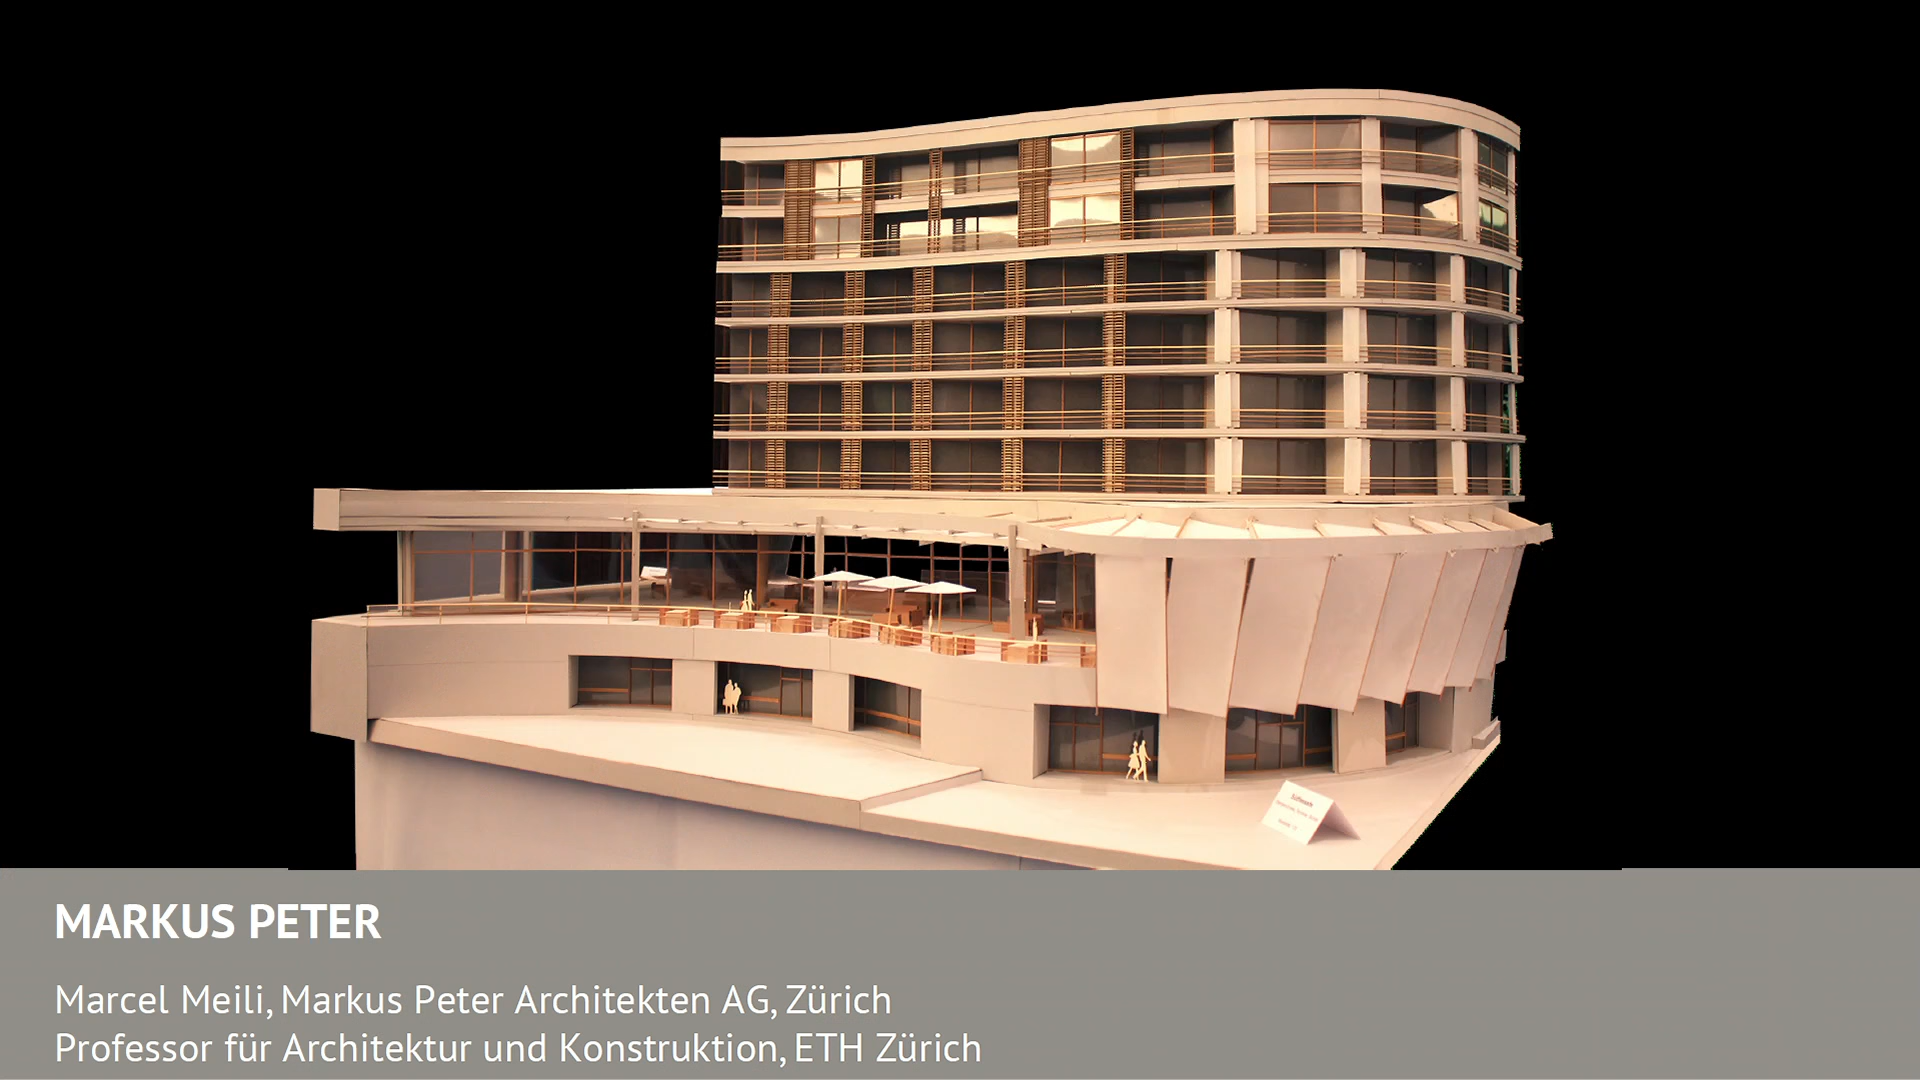 MARKUS PETER
Marcel Meili, Markus Peter Architekten AG, Zürich
Professor für Architektur und Konstruktion, ETH Zürich